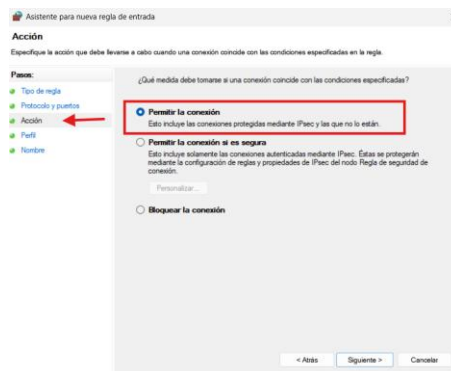 Asistente para nueva regla de entrada
Acción
Especifique la acción que debe llevarse a cabo cuando una conexión coincide con las condiciones especificadas en la regla.
Pasos:
Tipo de regla
Protocolo y puertos
Acción
Perfil
Nombre
¿Qué medida debe tomarse si una conexión coincide con las condiciones especificadas?
Permitir la conexión
Esto incluye las conexiones protegidas mediante IPsec y las que no lo están.
Permitir la conexión si es segura
Esto incluye solamente las conexiones autenticadas mediante IPsec. Éstas se protegerán
mediante la configuración de reglas y propiedades de IPsec del nodo Regla de seguridad de
conexión.
Personalizar...
Bloquear la conexión
< Atrás Siguiente > Cancelar